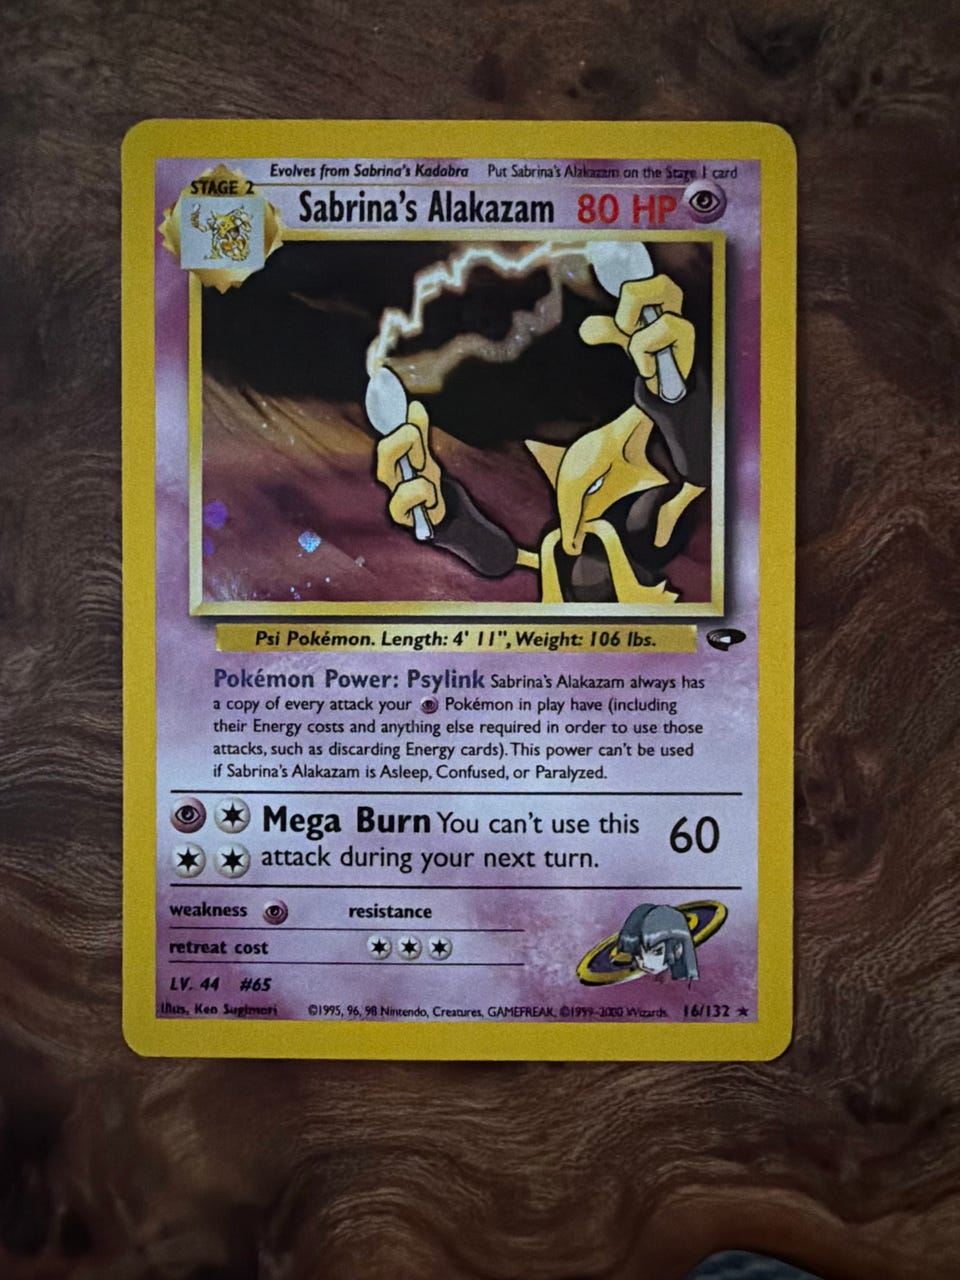 Evolves from Sabrina's Kadabra Put Sabrina's Alakazam on the Stage 1 card
STAGE 2
Sabrina's Alakazam 80 HP
Psi Pokémon. Length: 4' 11", Weight: 106 lbs.
Pokémon Power: Psylink Sabrina's Alakazam always has
a copy of every attack your Pokémon in play have (including
their Energy costs and anything else required in order to use those
attacks, such as discarding Energy cards). This power can't be used
if Sabrina's Alakazam is Asleep, Confused, or Paralyzed.
Mega Burn You can't use this 60
attack during your next turn.
weakness resistance
retreat cost
LV. 44 #65
Illus. Ken Sugimori ©1995, 96, 98 Nintendo, Creatures, GAMEFREAK. ©1999-2000 Wizards. 16/132 ★